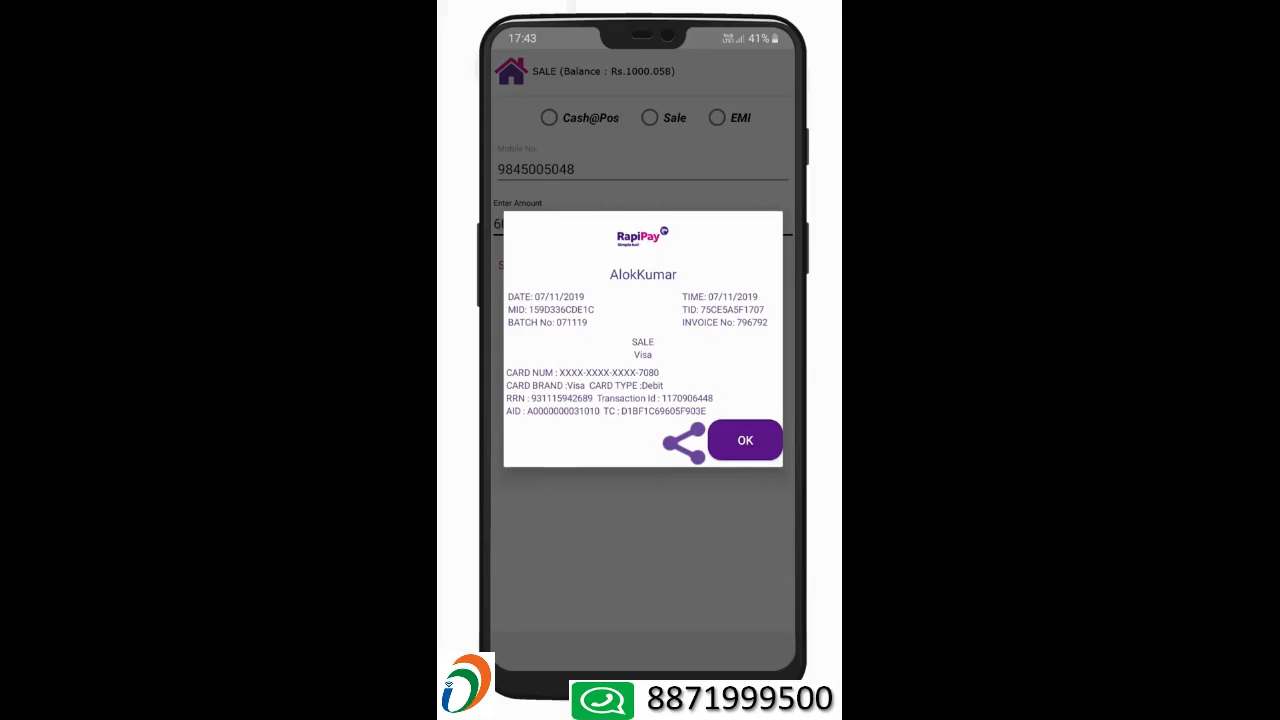 17:43 41%
SALE (Balance : Rs.1000.058)
Cash@Pos Sale EMI
Mobile No.
9845005048
Enter Amount
RapiPay
Simple hai!
AlokKumar
DATE: 07/11/2019 TIME: 07/11/2019
MID: 159D336CDE1C TID: 75CE5A5F1707
BATCH No: 071119 INVOICE No: 796792
SALE
Visa
CARD NUM : XXXX-XXXX-XXXX-7080
CARD BRAND :Visa CARD TYPE :Debit
RRN : 931115942689 Transaction Id : 1170906448
AID : A0000000031010 TC : D1BF1C69605F903E
OK
8871999500